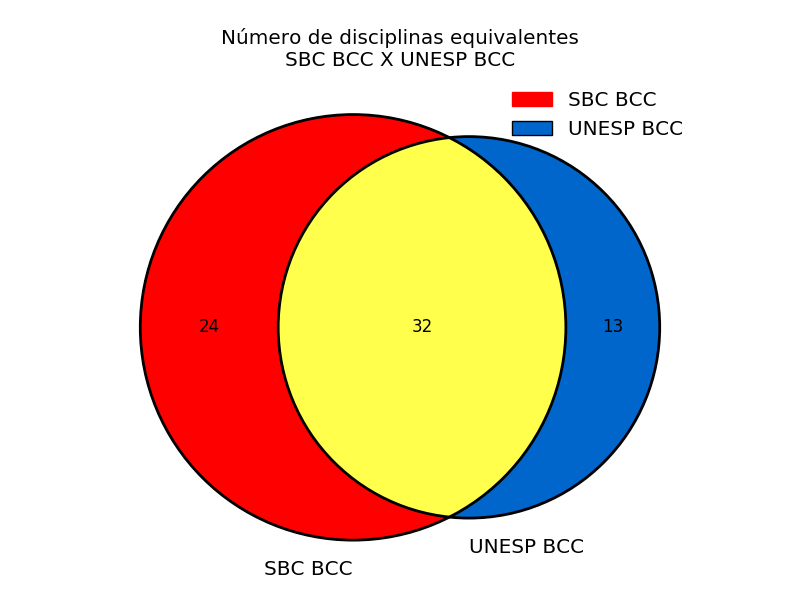 Número de disciplinas equivalentes
SBC BCC X UNESP BCC
SBC BCC
UNESP BCC
24
32
13
UNESP BCC
SBC BCC